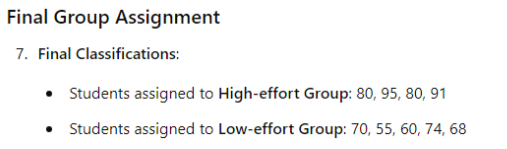 Final Group Assignment
7. Final Classifications:
• Students assigned to High-effort Group: 80, 95, 80, 91
• Students assigned to Low-effort Group: 70, 55, 60, 74, 68